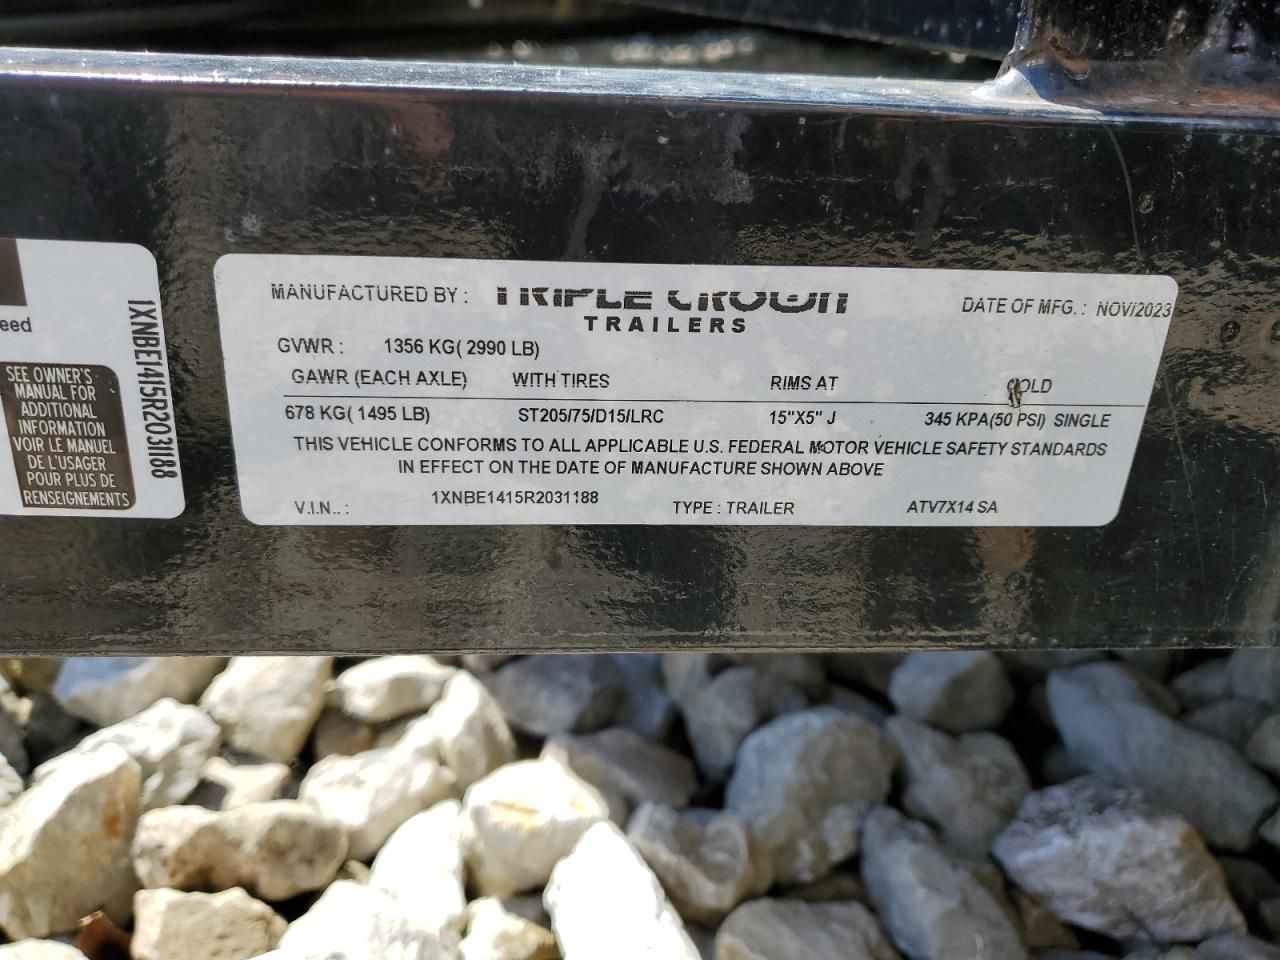 eed
SEE OWNER'S
MANUAL FOR
ADDITIONAL
INFORMATION
VOIR LE MANUEL
DE L'USAGER
POUR PLUS DE
RENSEIGNEMENTS
1XNBE1415R2031188
MANUFACTURED BY : TRIPLE CROWN DATE OF MFG. : NOV/2023
TRAILERS
GVWR : 1356 KG( 2990 LB)
GAWR (EACH AXLE) WITH TIRES RIMS AT COLD
678 KG( 1495 LB) ST205/75/D15/LRC 15"X5" J 345 KPA(50 PSI) SINGLE
THIS VEHICLE CONFORMS TO ALL APPLICABLE U.S. FEDERAL MOTOR VEHICLE SAFETY STANDARDS
IN EFFECT ON THE DATE OF MANUFACTURE SHOWN ABOVE
V.I.N.. : 1XNBE1415R2031188 TYPE : TRAILER ATV7X14 SA